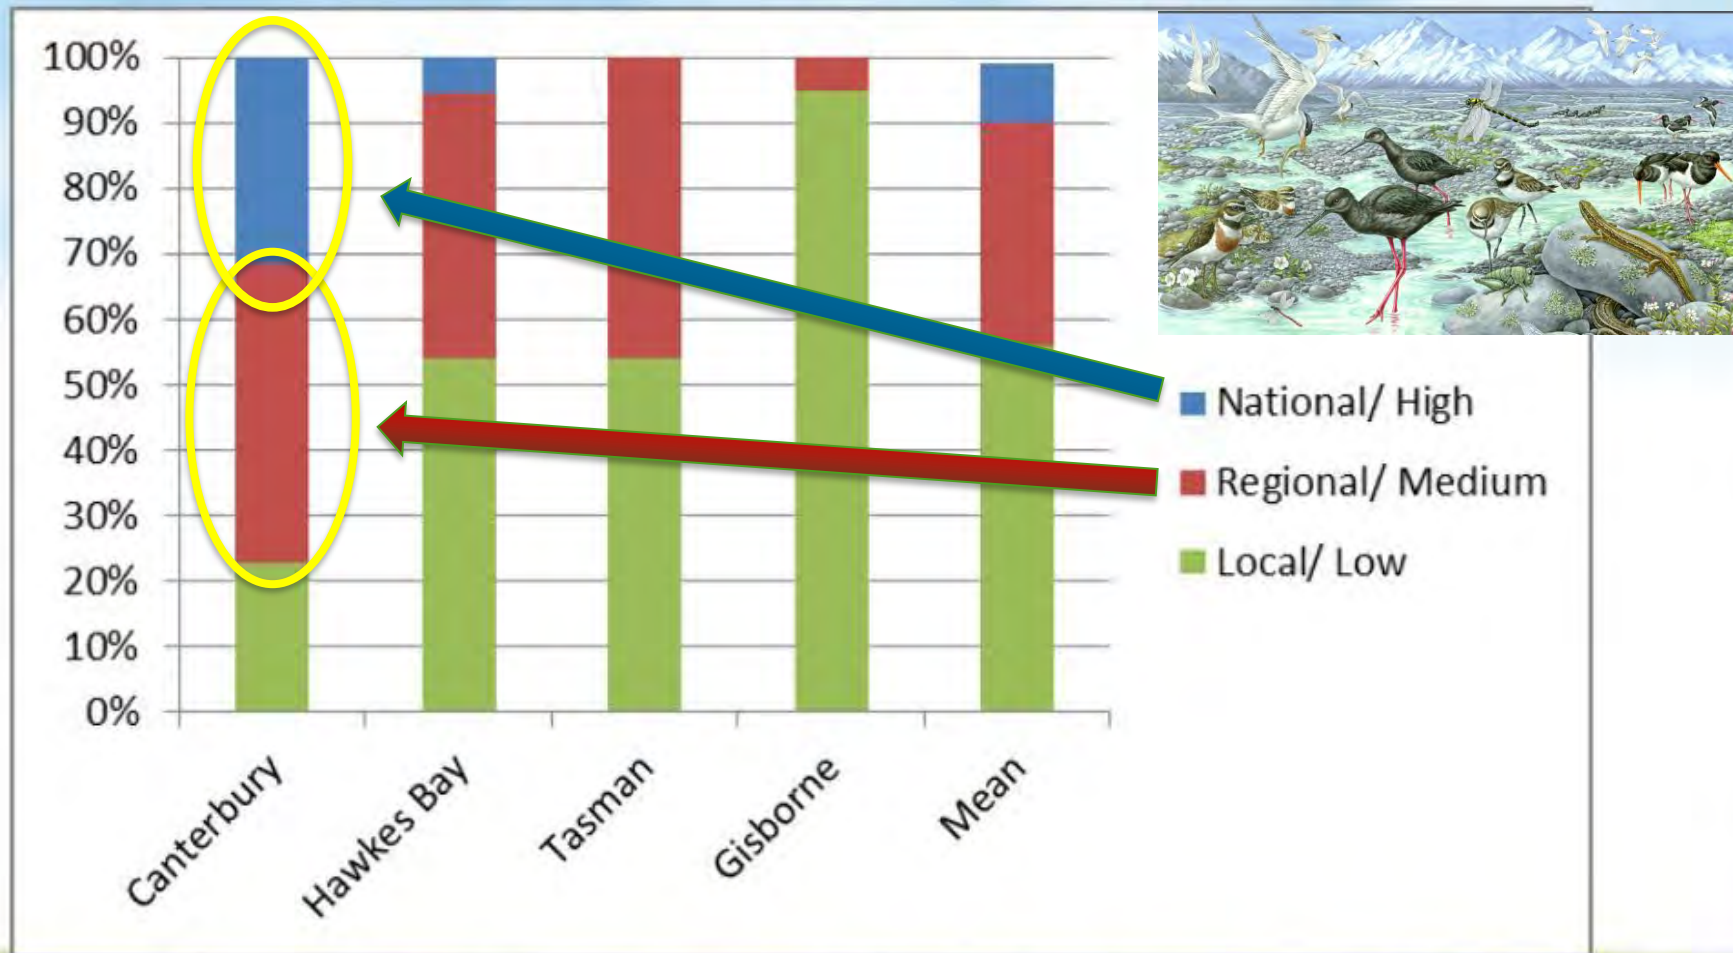 100%
90%
80%
70%
60%
50%
40%
30%
20%
10%
0%
Canterbury
Hawkes Bay
Tasman
Gisborne
Mean
National/ High
Regional/ Medium
Local/ Low